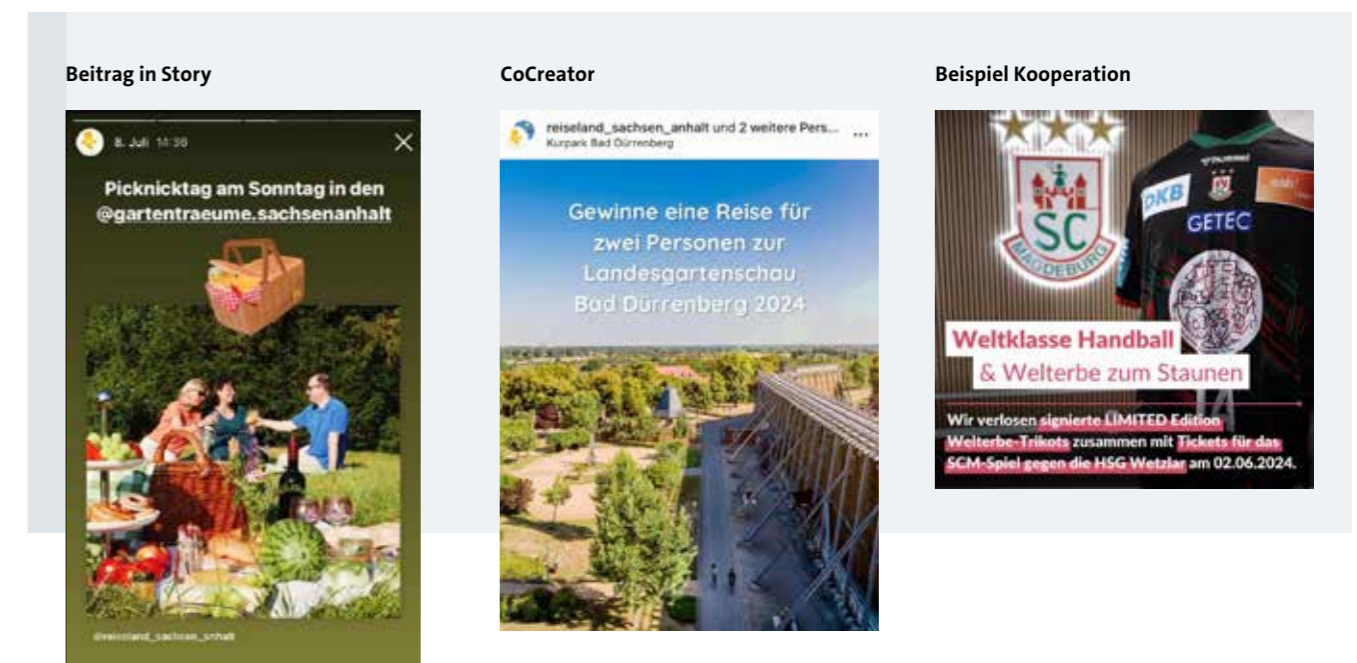 Beitrag in Story
8. Juli 14:36
Picknicktag am Sonntag in den
@gartentraeume.sachsenanhalt
@reiseland_sachsen_anhalt
CoCreator
reiseland_sachsen_anhalt und 2 weitere Pers...
Kurpark Bad Dürrenberg
Gewinne eine Reise für
zwei Personen zur
Landesgartenschau
Bad Dürrenberg 2024
Beispiel Kooperation
SC
MAGDEBURG
hummel
DKB
GETEC
Weltklasse Handball
& Welterbe zum Staunen
Wir verlosen signierte LIMITED Edition
Welterbe-Trikots zusammen mit Tickets für das
SCM-Spiel gegen die HSG Wetzlar am 02.06.2024.